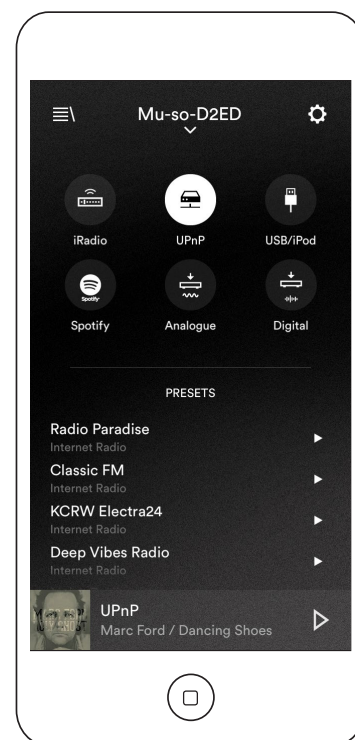 Mu-so-D2ED
iRadio
UPnP
USB/iPod
Spotify
Spotify
Analogue
Digital
PRESETS
Radio Paradise
Internet Radio
Classic FM
Internet Radio
KCRW Electra24
Internet Radio
Deep Vibes Radio
Internet Radio
UPnP
Marc Ford / Dancing Shoes